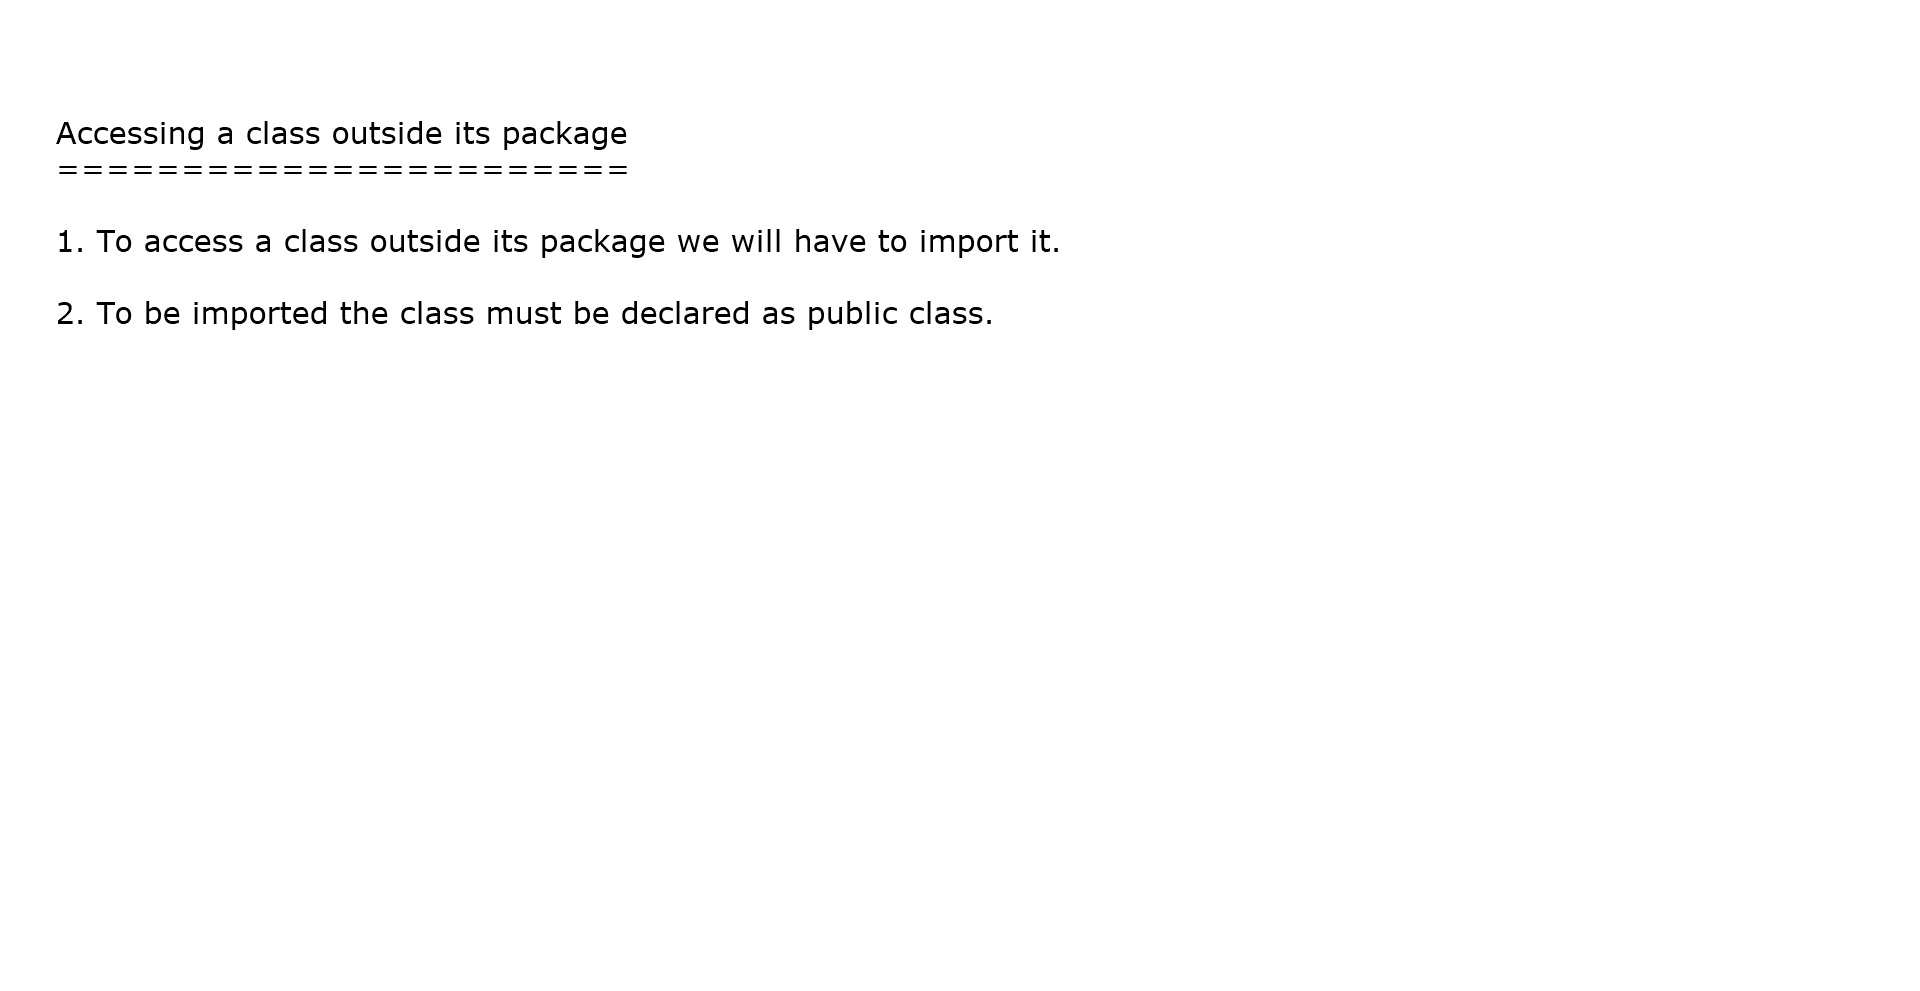 Accessing a class outside its package
=======================
1. To access a class outside its package we will have to import it.
2. To be imported the class must be declared as public class.